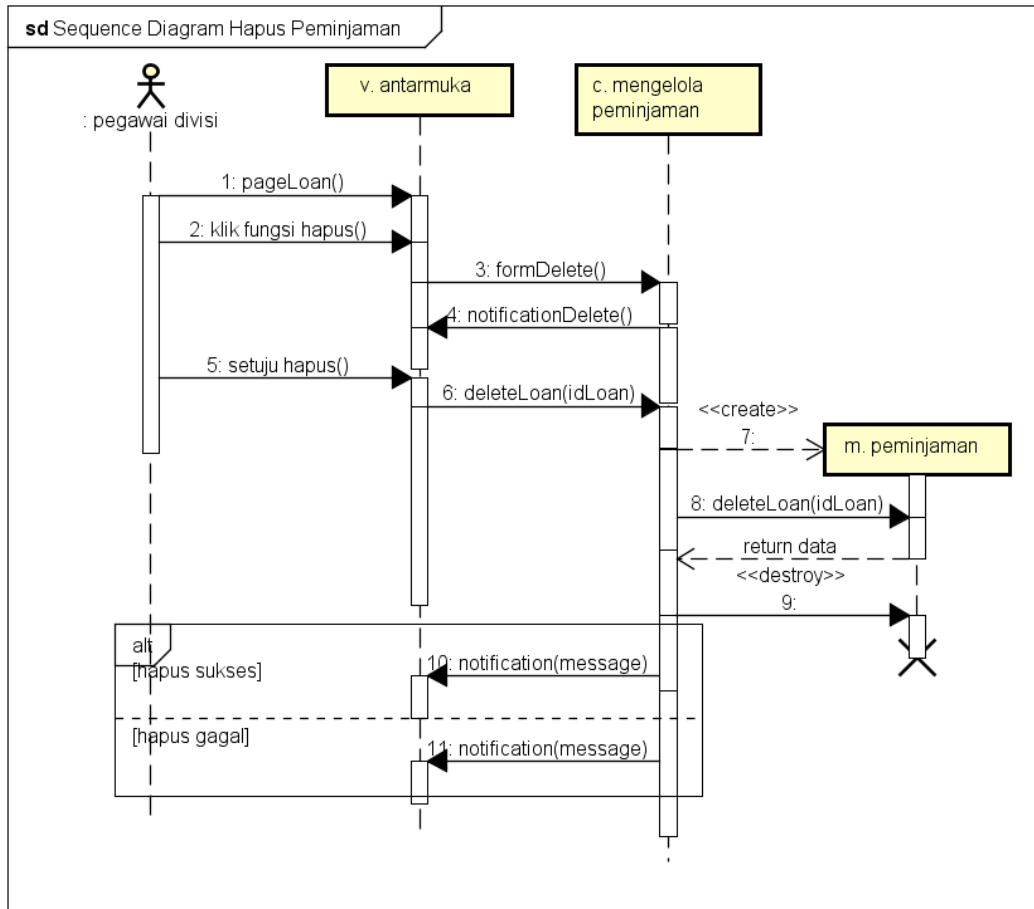 sd Sequence Diagram Hapus Peminjaman
v. antarmuka
c. mengelola
peminjaman
: pegawai divisi
1: pageLoan()
2: klik fungsi hapus()
3: formDelete()
4: notificationDelete()
5: setuju hapus()
6: deleteLoan(idLoan)
<<create>>
7:
m. peminjaman
8: deleteLoan(idLoan)
return data
<<destroy>>
9:
alt
[hapus sukses]
10: notification(message)
[hapus gagal]
11: notification(message)